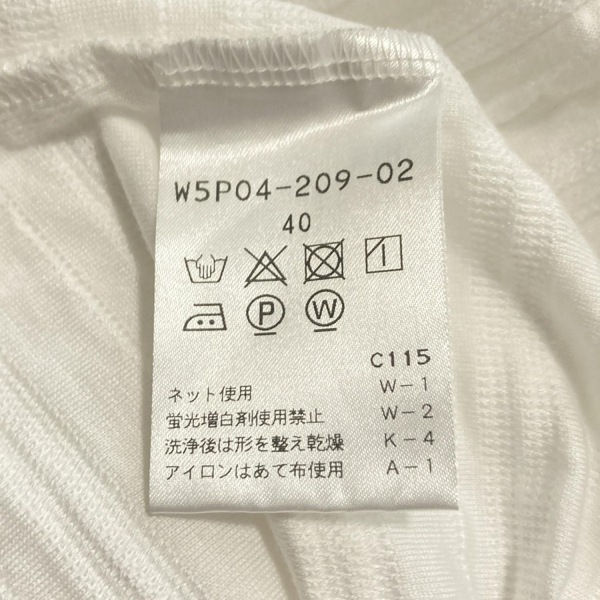 W5P04-209-02
40
P W
C115
ネット使用 W-1
蛍光増白剤使用禁止 W-2
洗浄後は形を整え乾燥 K-4
アイロンはあて布使用 A-1